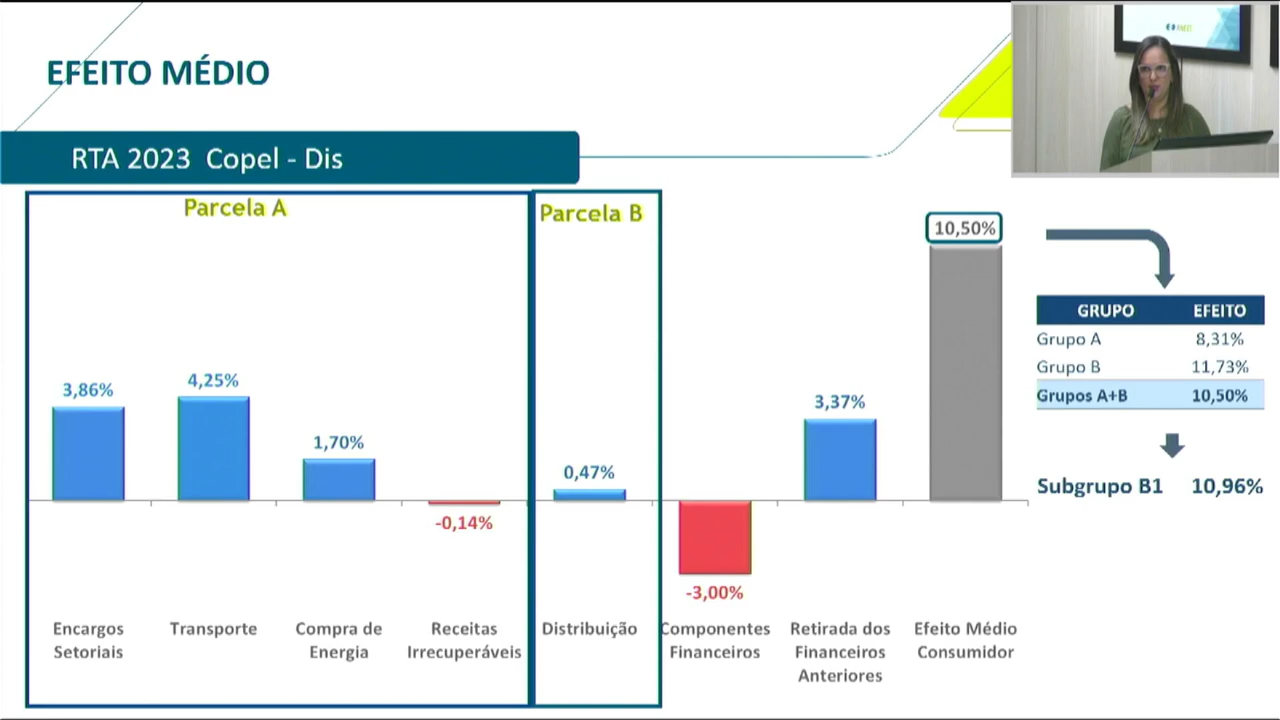 EFEITO MÉDIO
RTA 2023 Copel - Dis
Parcela A
Parcela B
3,86%
4,25%
1,70%
-0,14%
0,47%
-3,00%
3,37%
10,50%
Encargos
Setoriais
Transporte
Compra de
Energia
Receitas
Irrecuperáveis
Distribuição
Componentes
Financeiros
Retirada dos
Financeiros
Anteriores
Efeito Médio
Consumidor
GRUPO EFEITO
Grupo A 8,31%
Grupo B 11,73%
Grupos A+B 10,50%
Subgrupo B1 10,96%